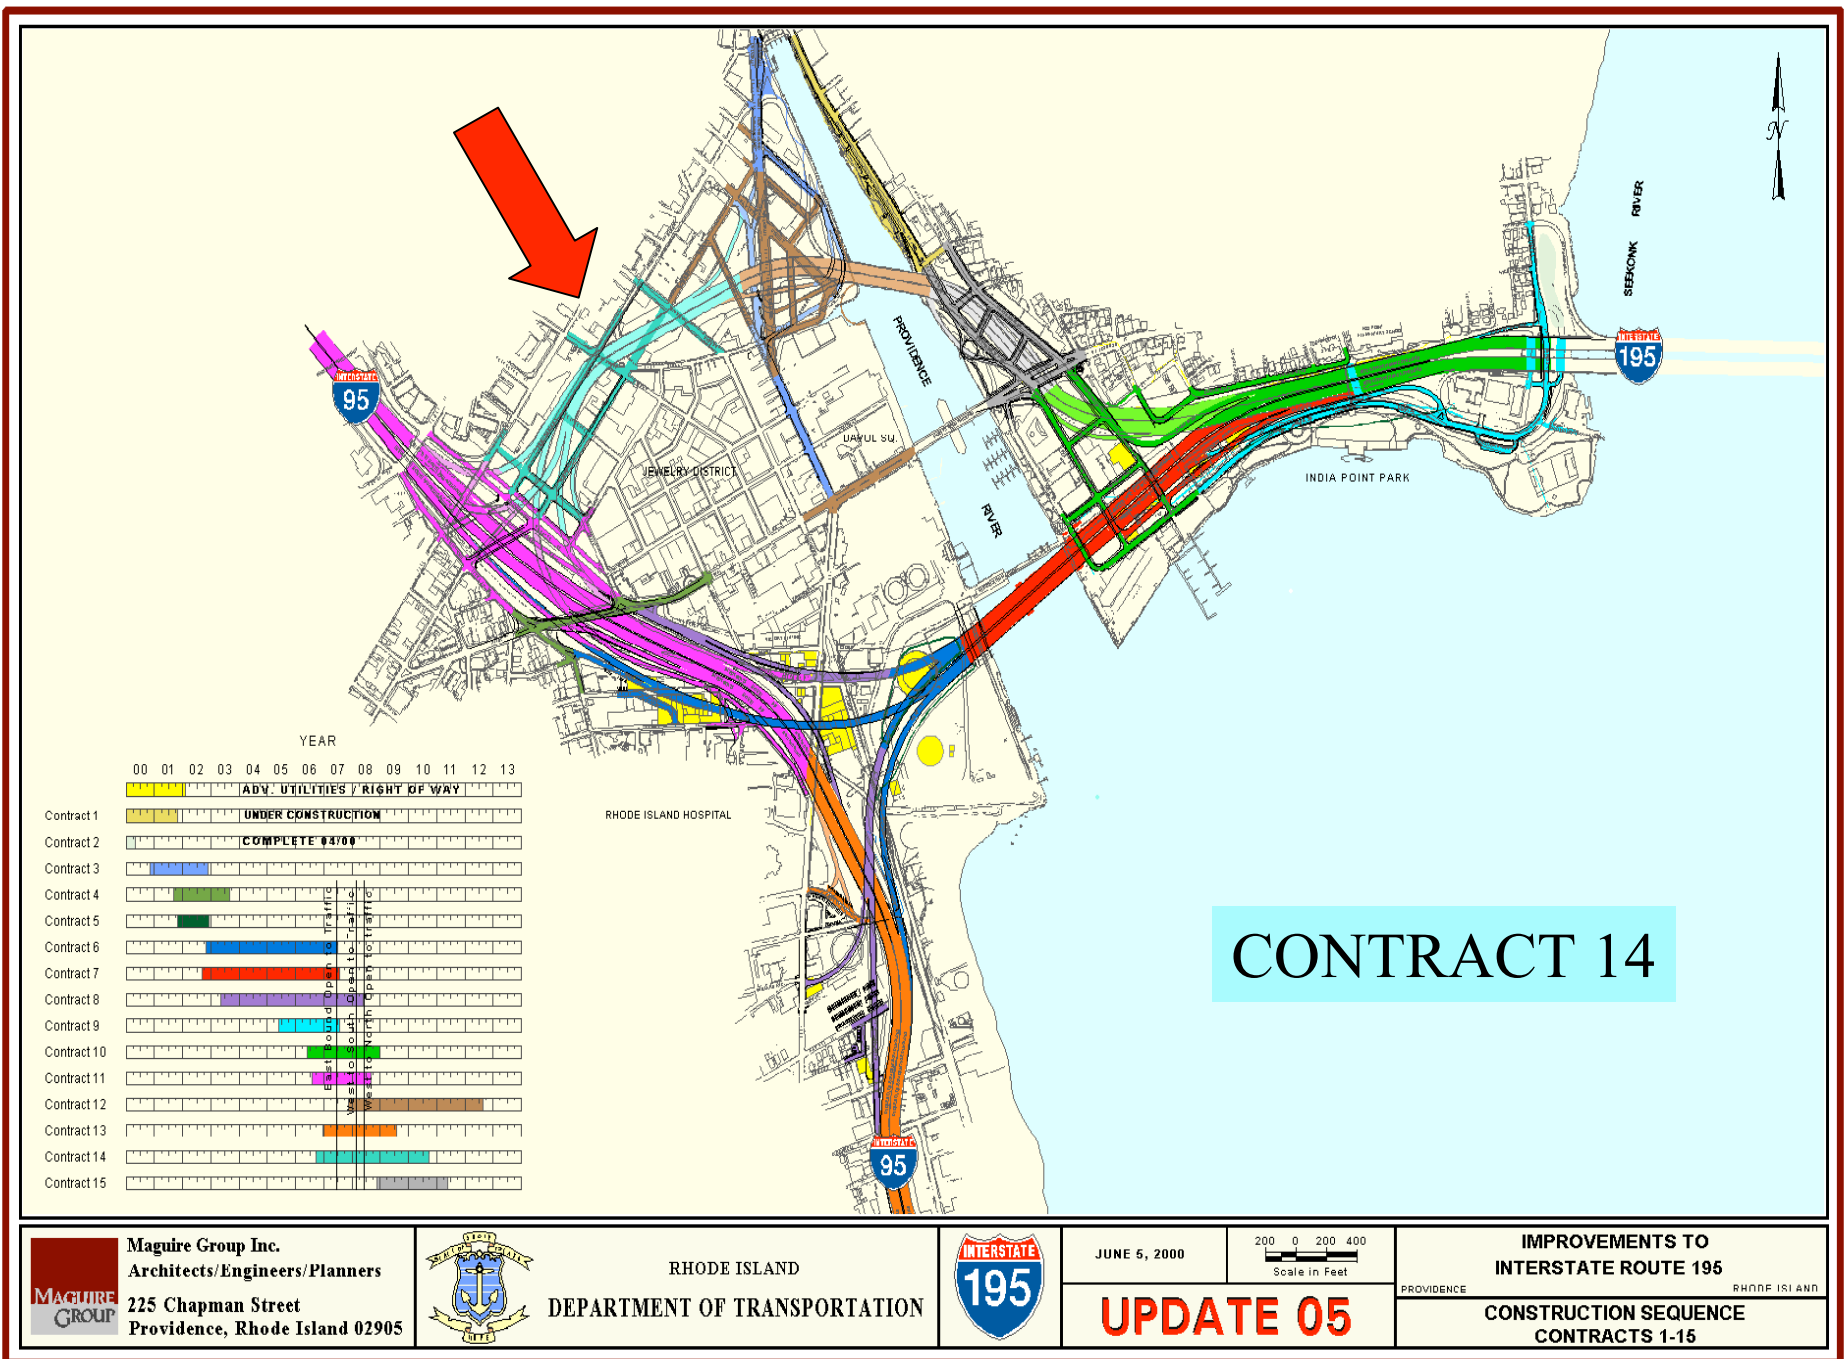 N
SEEKONK RIVER
PROVIDENCE
RIVER
INTERSTATE
195
INTERSTATE
95
DAVOL SQ.
JEWELRY DISTRICT
INDIA POINT PARK
RHODE ISLAND HOSPITAL
CONTRACT 14
INTERSTATE
95
YEAR
00 01 02 03 04 05 06 07 08 09 10 11 12 13
ADV. UTILITIES / RIGHT OF WAY
Contract 1 UNDER CONSTRUCTION
Contract 2 COMPLETE 04/00
Contract 3
Contract 4
Contract 5
Contract 6
Contract 7
Contract 8
Contract 9
Contract 10
Contract 11
Contract 12
Contract 13
Contract 14
Contract 15
East Bound Open to Traffic
West to South Open to Traffic
West to North Open to traffic
MAGUIRE
GROUP
Maguire Group Inc.
Architects/Engineers/Planners
225 Chapman Street
Providence, Rhode Island 02905
HOPE
RHODE ISLAND
DEPARTMENT OF TRANSPORTATION
INTERSTATE
195
JUNE 5, 2000
200 0 200 400
Scale in Feet
UPDATE 05
IMPROVEMENTS TO
INTERSTATE ROUTE 195
PROVIDENCE RHODE ISLAND
CONSTRUCTION SEQUENCE
CONTRACTS 1-15